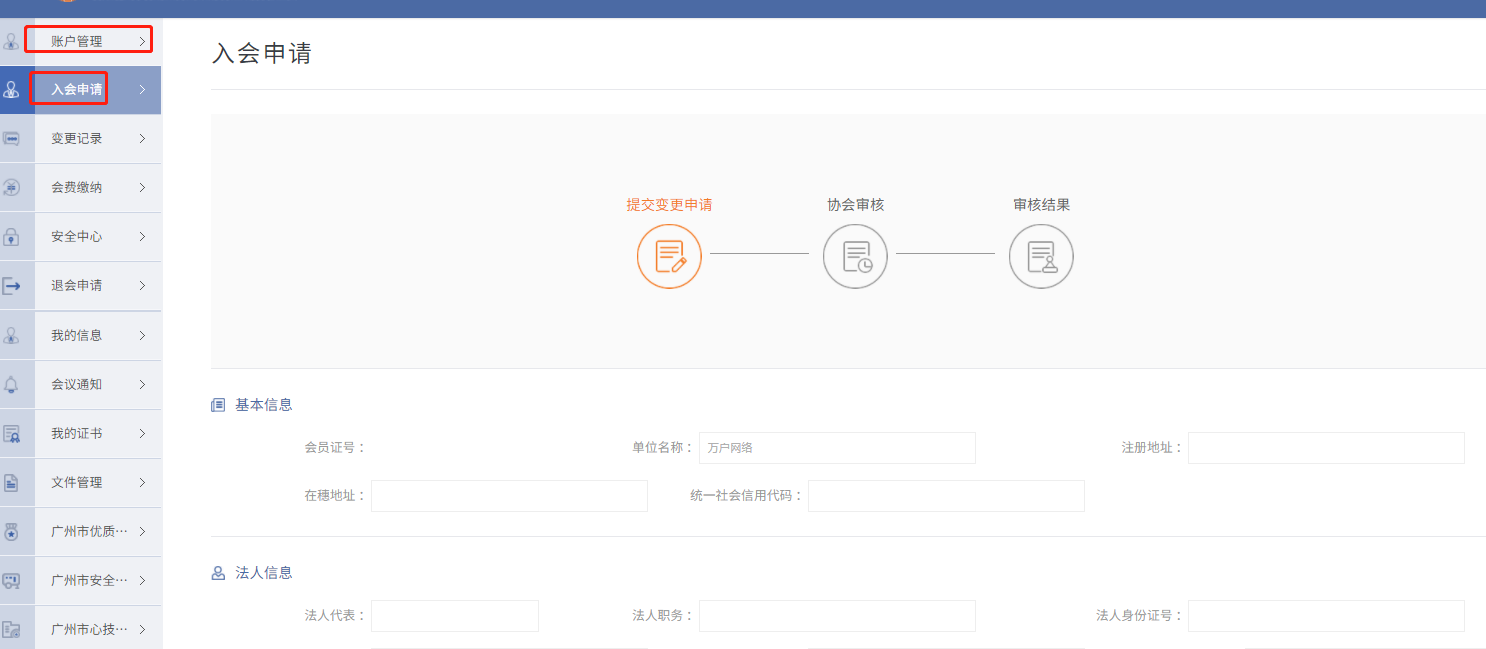 账户管理
入会申请
变更记录
会费缴纳
安全中心
退会申请
我的信息
会议通知
我的证书
文件管理
广州市优质…
广州市安全…
广州市心技…
入会申请
提交变更申请 协会审核 审核结果
基本信息
会员证号： 单位名称： 万户网络 注册地址：
在穗地址： 统一社会信用代码：
法人信息
法人代表： 法人职务： 法人身份证号：